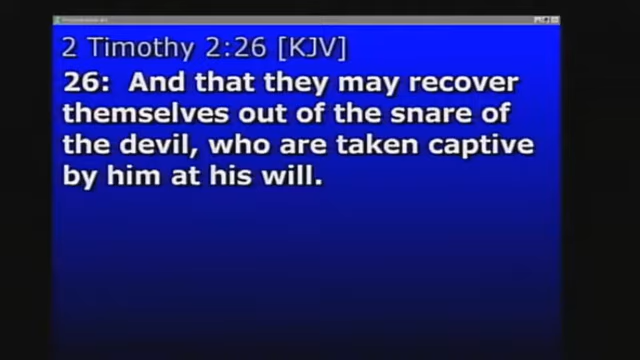 2 Timothy 2:26 [KJV]
26: And that they may recover
themselves out of the snare of
the devil, who are taken captive
by him at his will.